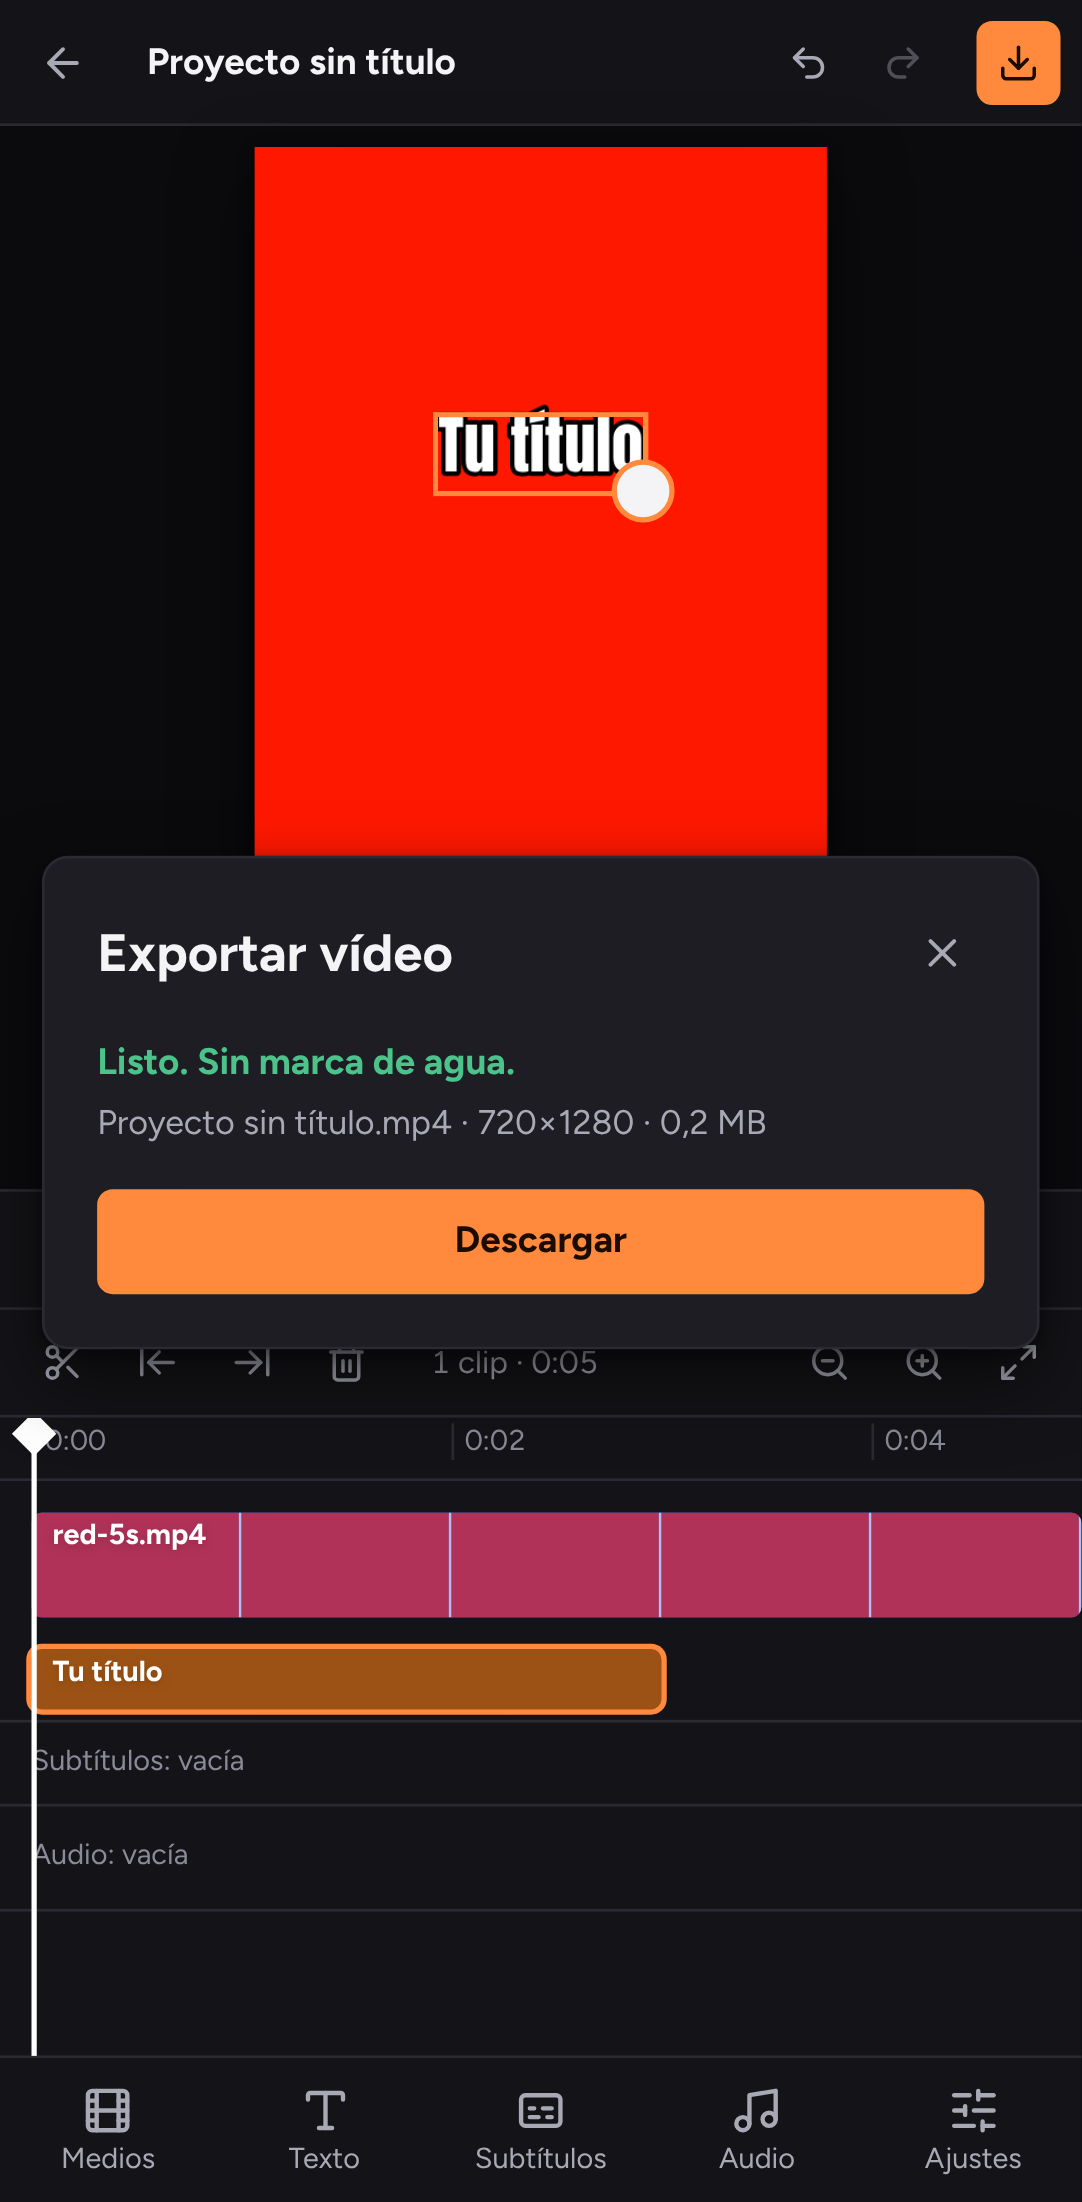 Proyecto sin título
Tu título
Exportar vídeo
Listo. Sin marca de agua.
Proyecto sin título.mp4 · 720×1280 · 0,2 MB
Descargar
1 clip · 0:05
0:00 0:02 0:04
red-5s.mp4
Tu título
Subtítulos: vacía
Audio: vacía
Medios Texto Subtítulos Audio Ajustes